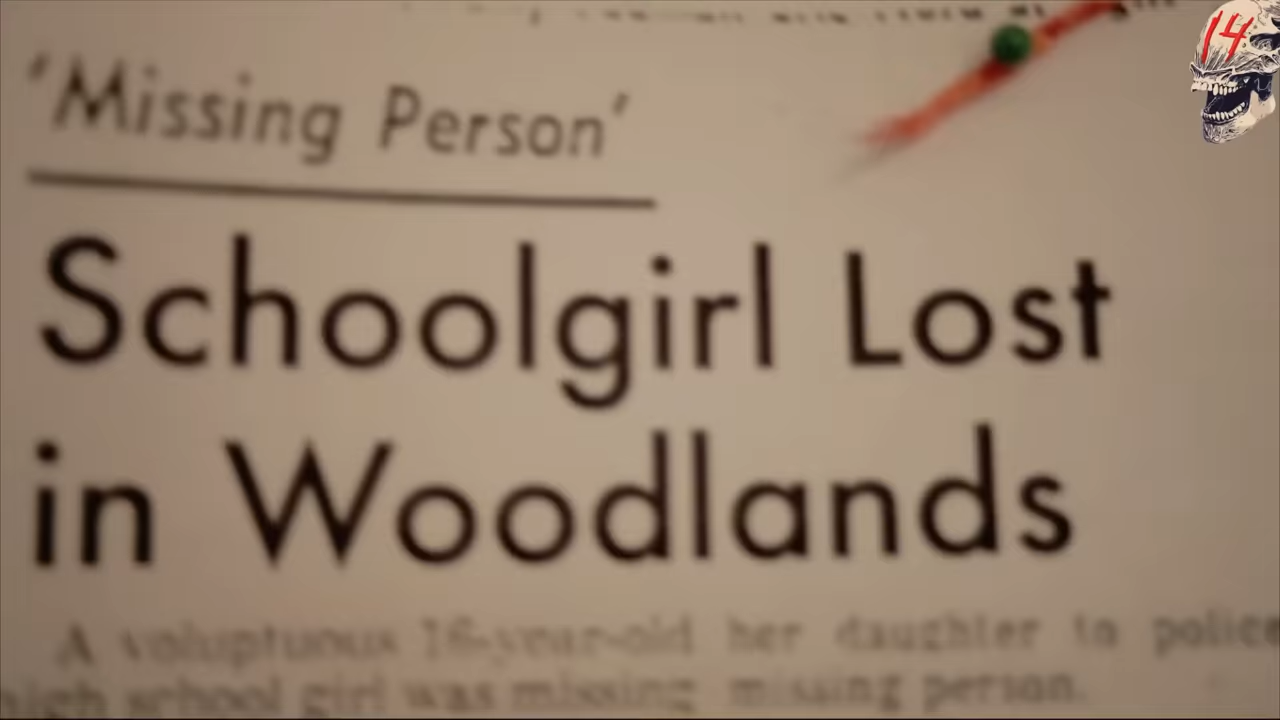 14
'Missing Person'
Schoolgirl Lost
in Woodlands
A voluptuous 16-year-old her daughter to police
high school girl was missing missing person.